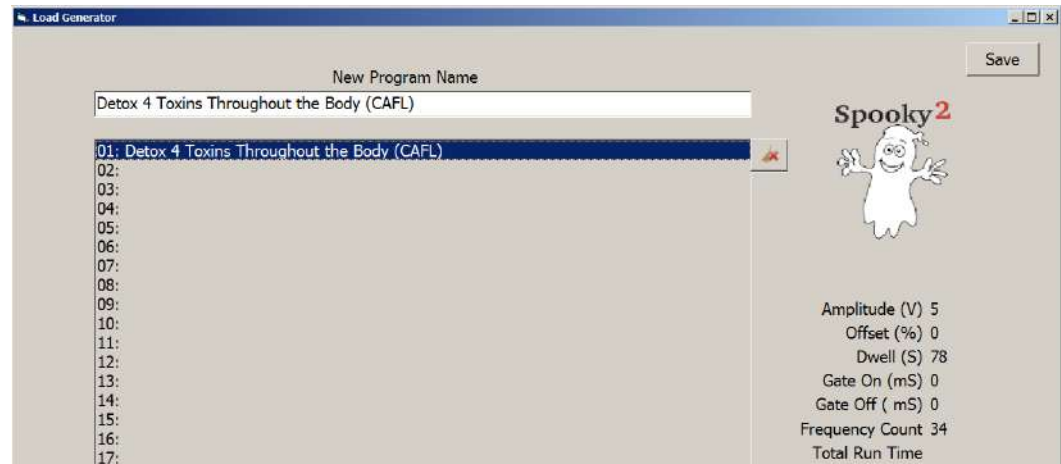 Load Generator
Save
New Program Name
Detox 4 Toxins Throughout the Body (CAFL)
Spooky2
01: Detox 4 Toxins Throughout the Body (CAFL)
02:
03:
04:
05:
06:
07:
08:
09:
10:
11:
12:
13:
14:
15:
16:
17:
Amplitude (V) 5
Offset (%) 0
Dwell (S) 78
Gate On (mS) 0
Gate Off ( mS) 0
Frequency Count 34
Total Run Time